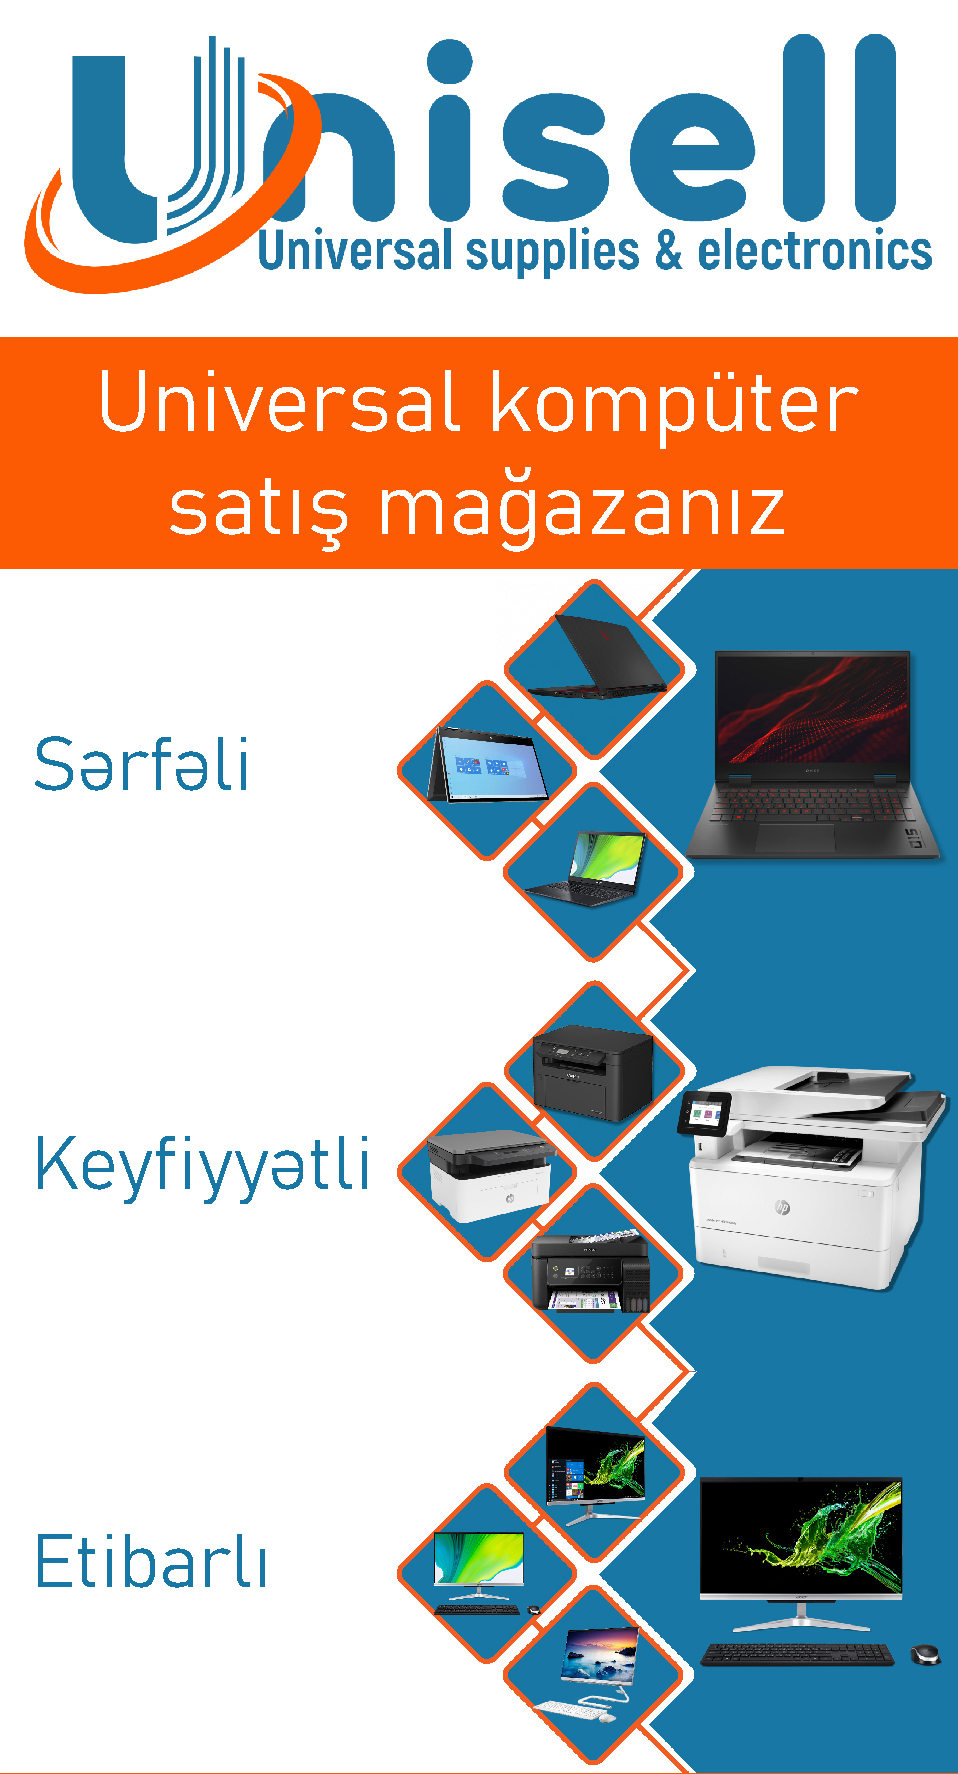 Unisell
Universal supplies & electronics
Universal kompüter
satış mağazanız
Sərfəli
Keyfiyyətli
Etibarlı